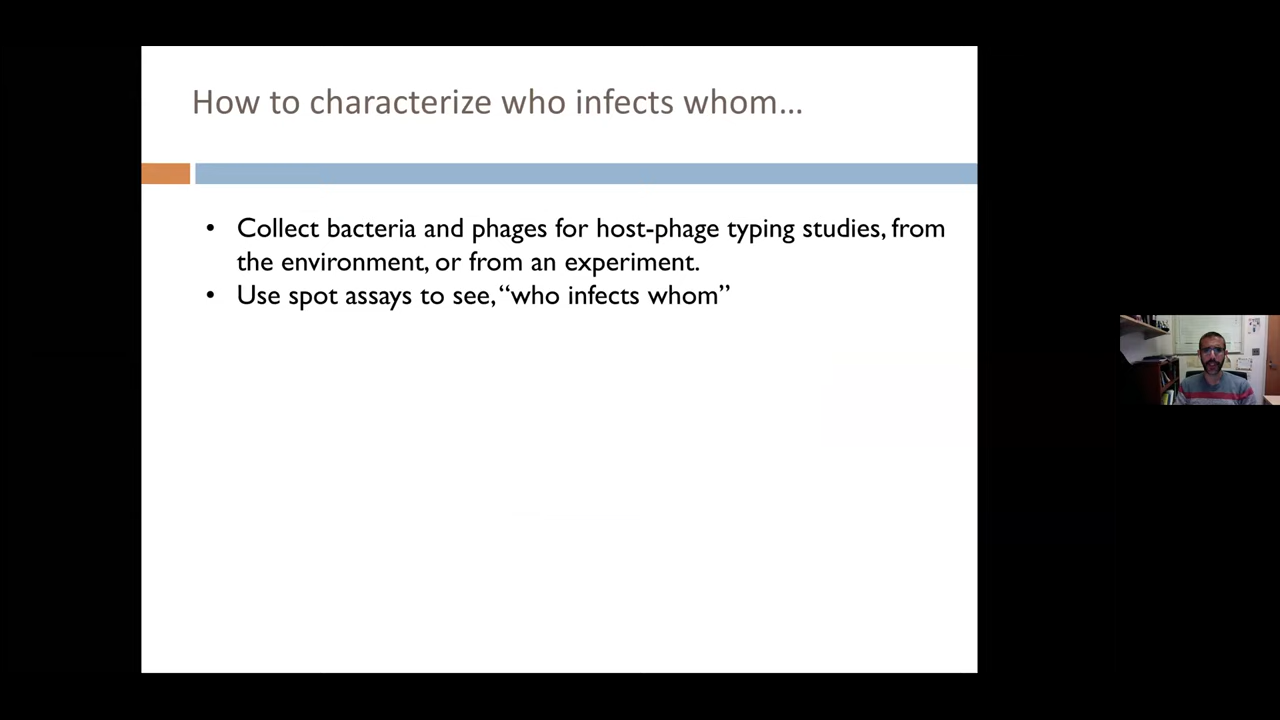 How to characterize who infects whom…
• Collect bacteria and phages for host-phage typing studies, from
the environment, or from an experiment.
• Use spot assays to see, “who infects whom”